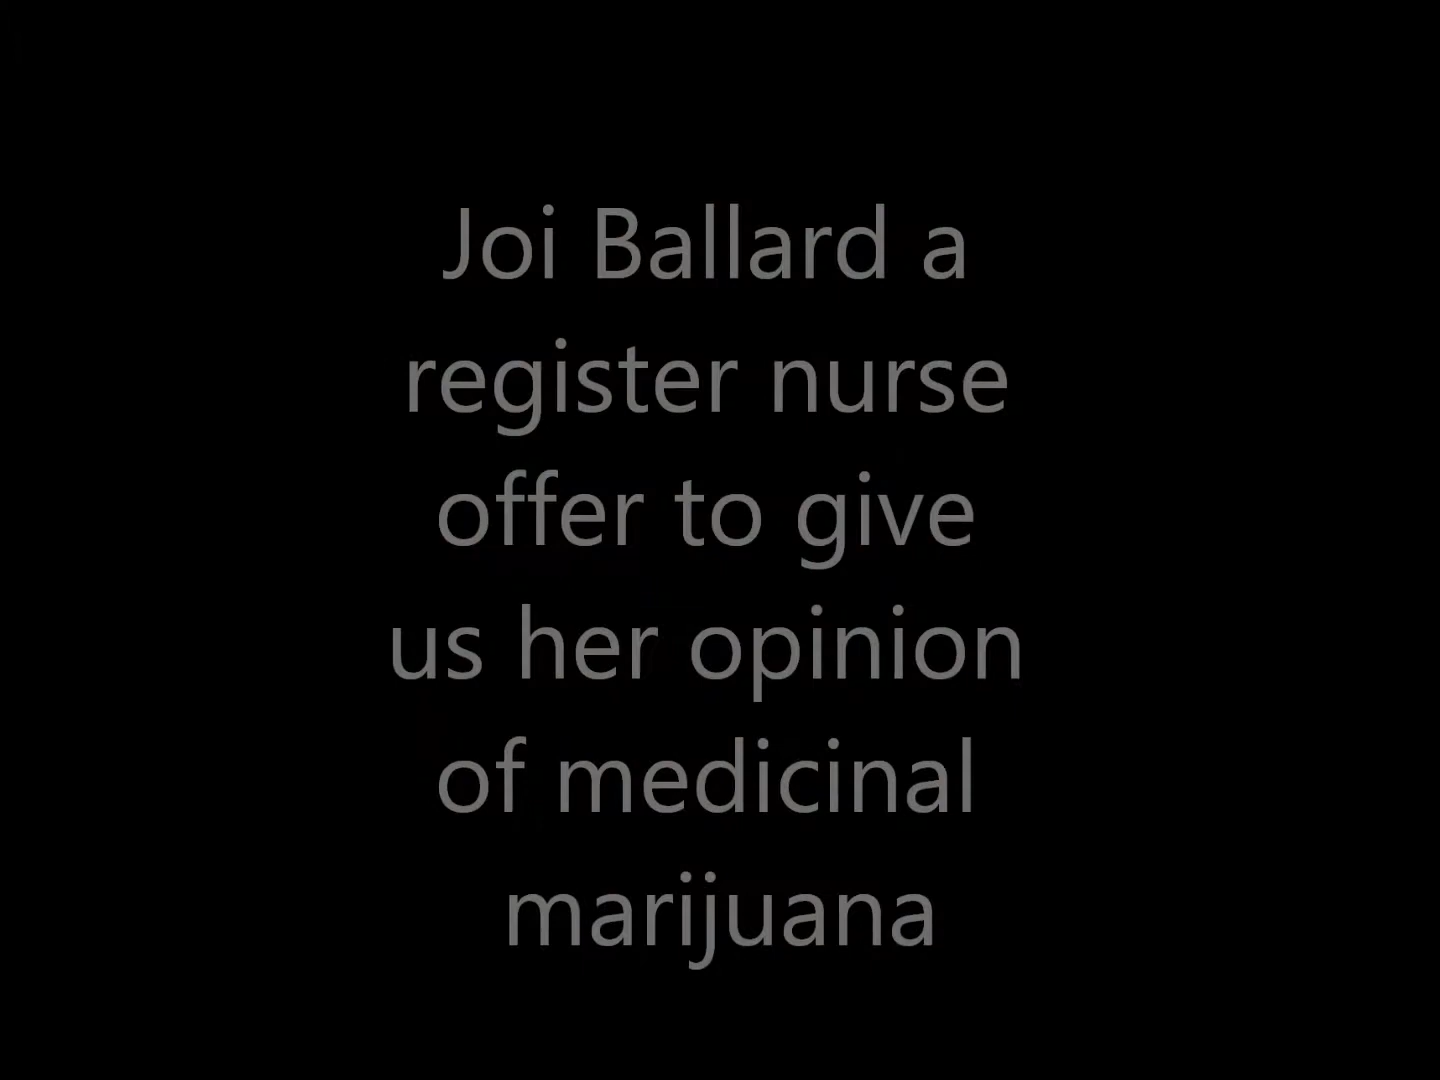 Joi Ballard a
register nurse
offer to give
us her opinion
of medicinal
marijuana